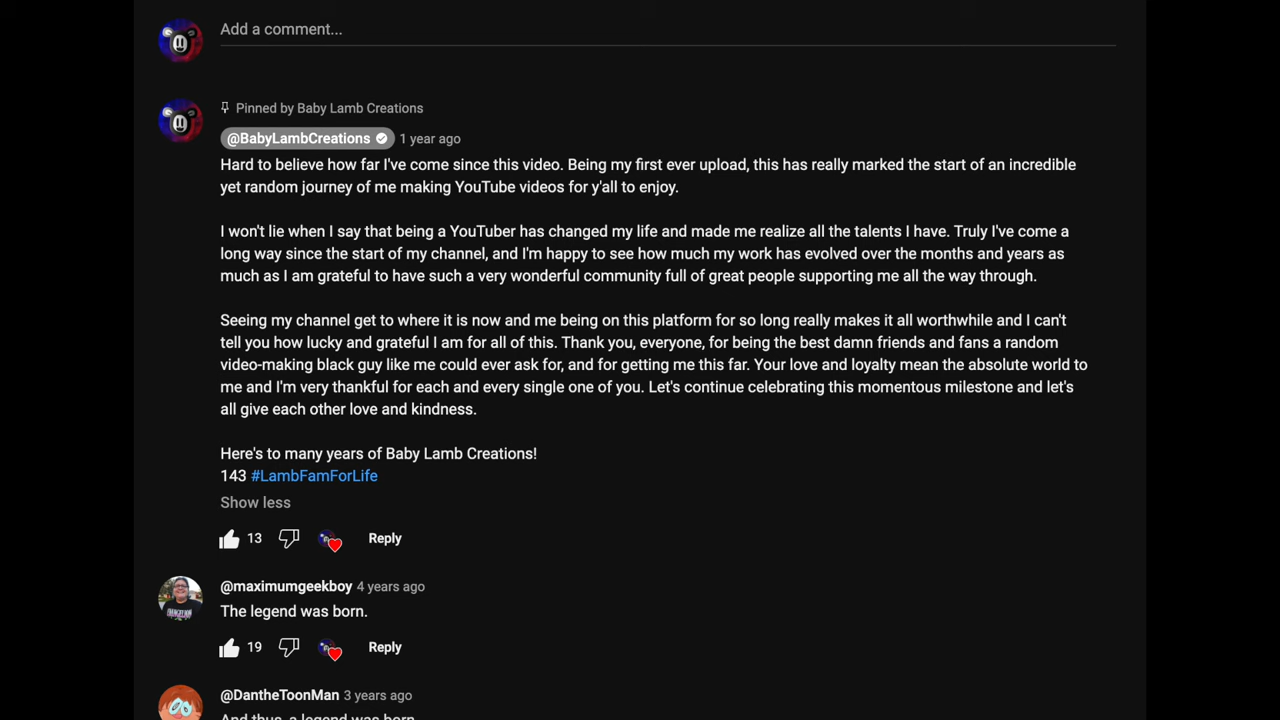 Add a comment...
Pinned by Baby Lamb Creations
@BabyLambCreations 1 year ago
Hard to believe how far I've come since this video. Being my first ever upload, this has really marked the start of an incredible
yet random journey of me making YouTube videos for y'all to enjoy.
I won't lie when I say that being a YouTuber has changed my life and made me realize all the talents I have. Truly I've come a
long way since the start of my channel, and I'm happy to see how much my work has evolved over the months and years as
much as I am grateful to have such a very wonderful community full of great people supporting me all the way through.
Seeing my channel get to where it is now and me being on this platform for so long really makes it all worthwhile and I can't
tell you how lucky and grateful I am for all of this. Thank you, everyone, for being the best damn friends and fans a random
video-making black guy like me could ever ask for, and for getting me this far. Your love and loyalty mean the absolute world to
me and I'm very thankful for each and every single one of you. Let's continue celebrating this momentous milestone and let's
all give each other love and kindness.
Here's to many years of Baby Lamb Creations!
143 #LambFamForLife
Show less
13 Reply
@maximumgeekboy 4 years ago
The legend was born.
19 Reply
@DantheToonMan 3 years ago
And thus, a legend was born